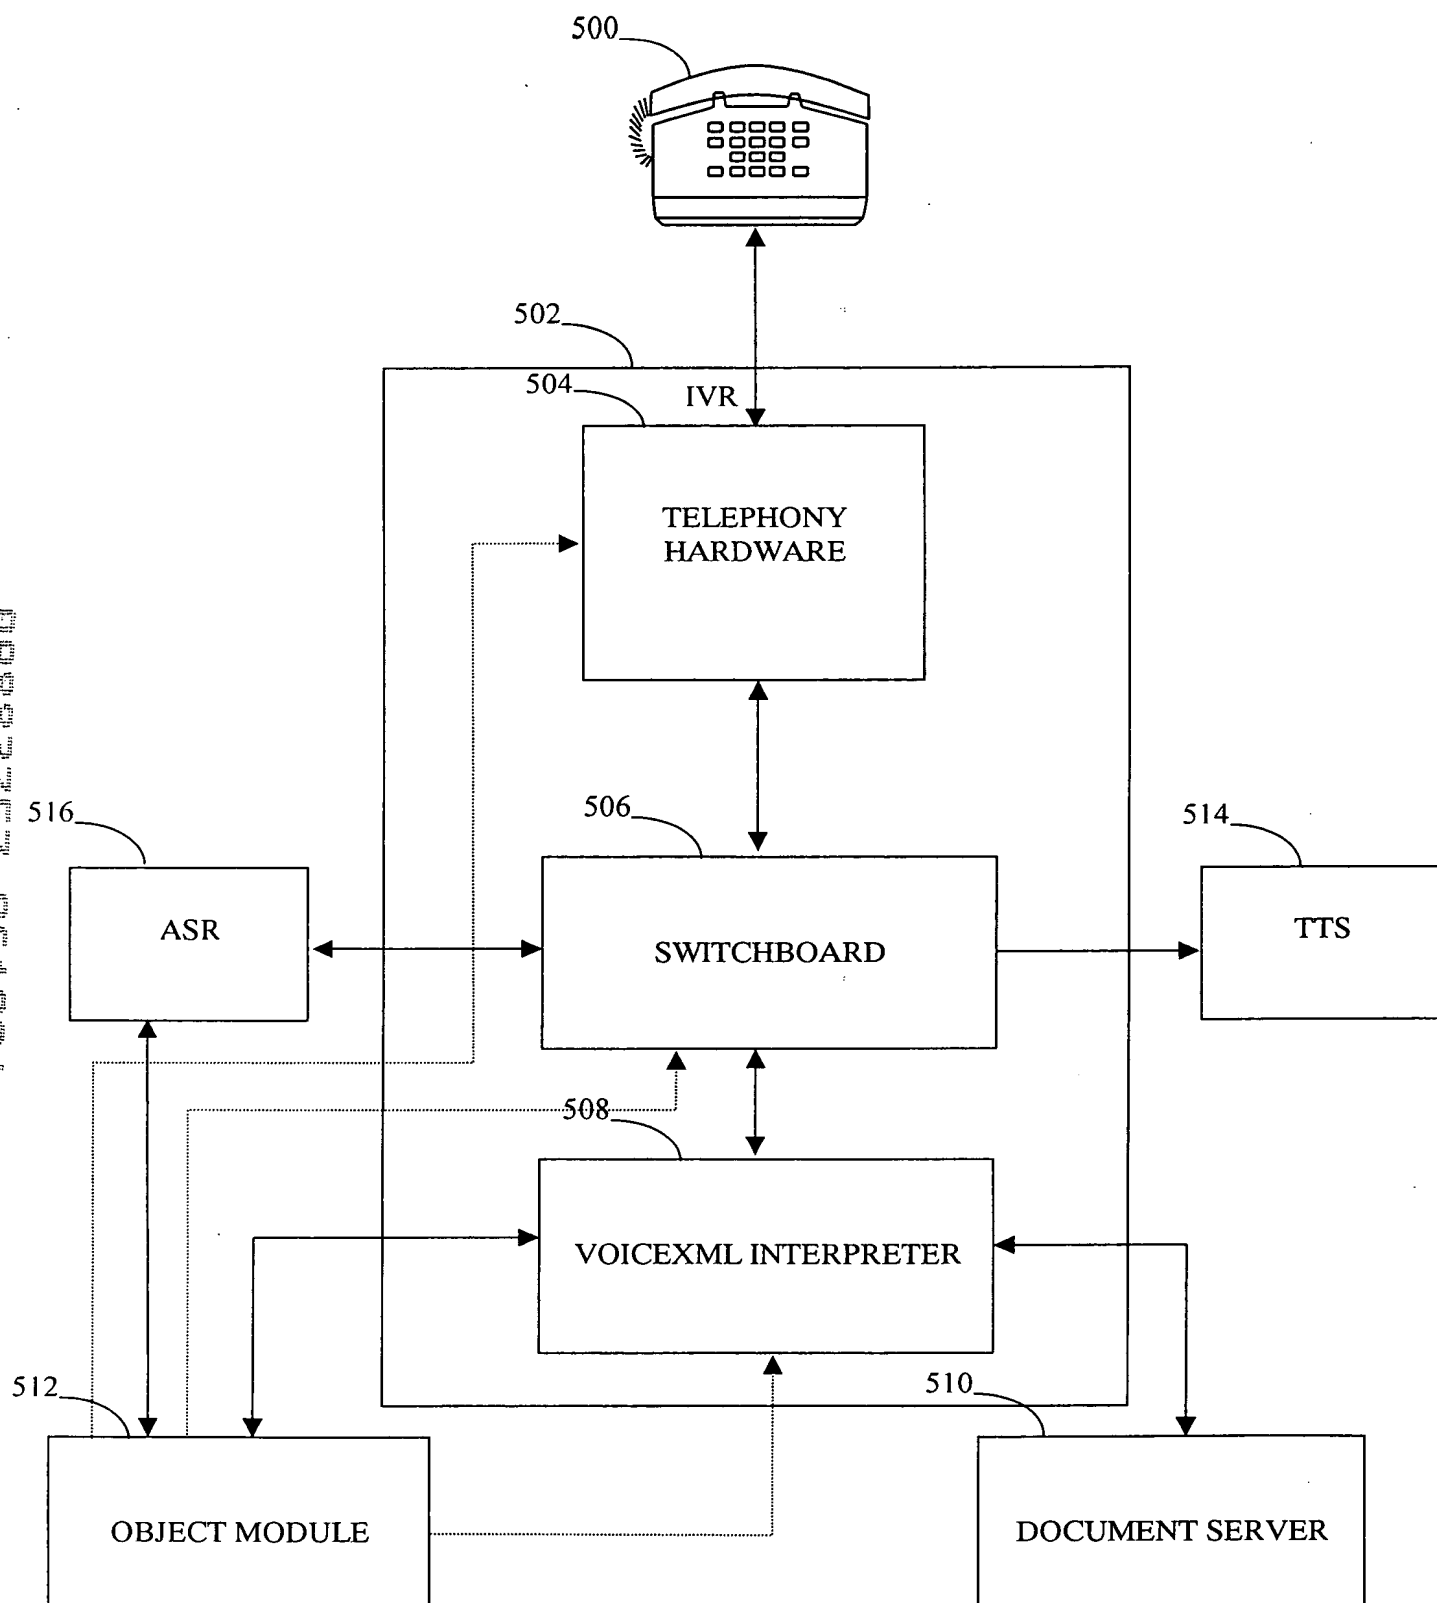 500
502
504
IVR
TELEPHONY
HARDWARE
516
506
514
ASR
SWITCHBOARD
TTS
508
VOICEXML INTERPRETER
512
510
OBJECT MODULE
DOCUMENT SERVER